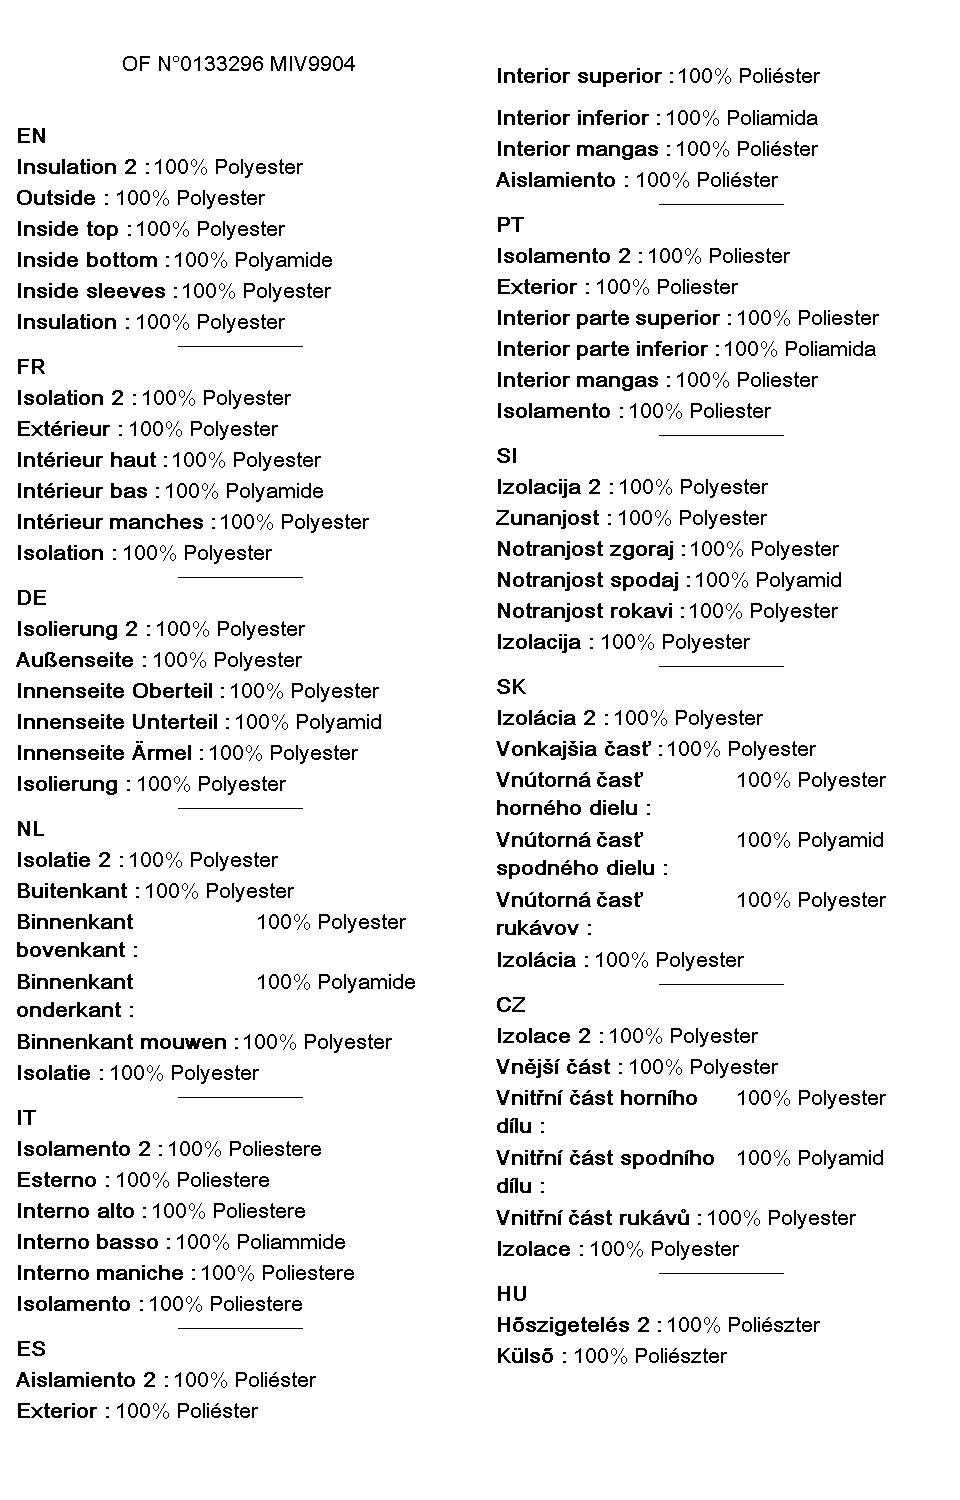 OF N°0133296 MIV9904
EN
Insulation 2 : 100% Polyester
Outside : 100% Polyester
Inside top : 100% Polyester
Inside bottom : 100% Polyamide
Inside sleeves : 100% Polyester
Insulation : 100% Polyester
FR
Isolation 2 : 100% Polyester
Extérieur : 100% Polyester
Intérieur haut : 100% Polyester
Intérieur bas : 100% Polyamide
Intérieur manches : 100% Polyester
Isolation : 100% Polyester
DE
Isolierung 2 : 100% Polyester
Außenseite : 100% Polyester
Innenseite Oberteil : 100% Polyester
Innenseite Unterteil : 100% Polyamid
Innenseite Ärmel : 100% Polyester
Isolierung : 100% Polyester
NL
Isolatie 2 : 100% Polyester
Buitenkant : 100% Polyester
Binnenkant 100% Polyester
bovenkant :
Binnenkant 100% Polyamide
onderkant :
Binnenkant mouwen : 100% Polyester
Isolatie : 100% Polyester
IT
Isolamento 2 : 100% Poliestere
Esterno : 100% Poliestere
Interno alto : 100% Poliestere
Interno basso : 100% Poliammide
Interno maniche : 100% Poliestere
Isolamento : 100% Poliestere
ES
Aislamiento 2 : 100% Poliéster
Exterior : 100% Poliéster
Interior superior : 100% Poliéster
Interior inferior : 100% Poliamida
Interior mangas : 100% Poliéster
Aislamiento : 100% Poliéster
PT
Isolamento 2 : 100% Poliester
Exterior : 100% Poliester
Interior parte superior : 100% Poliester
Interior parte inferior : 100% Poliamida
Interior mangas : 100% Poliester
Isolamento : 100% Poliester
SI
Izolacija 2 : 100% Polyester
Zunanjost : 100% Polyester
Notranjost zgoraj : 100% Polyester
Notranjost spodaj : 100% Polyamid
Notranjost rokavi : 100% Polyester
Izolacija : 100% Polyester
SK
Izolácia 2 : 100% Polyester
Vonkajšia časť : 100% Polyester
Vnútorná časť 100% Polyester
horného dielu :
Vnútorná časť 100% Polyamid
spodného dielu :
Vnútorná časť 100% Polyester
rukávov :
Izolácia : 100% Polyester
CZ
Izolace 2 : 100% Polyester
Vnější část : 100% Polyester
Vnitřní část horního 100% Polyester
dílu :
Vnitřní část spodního 100% Polyamid
dílu :
Vnitřní část rukávů : 100% Polyester
Izolace : 100% Polyester
HU
Hõszigetelés 2 : 100% Poliészter
Külsõ : 100% Poliészter